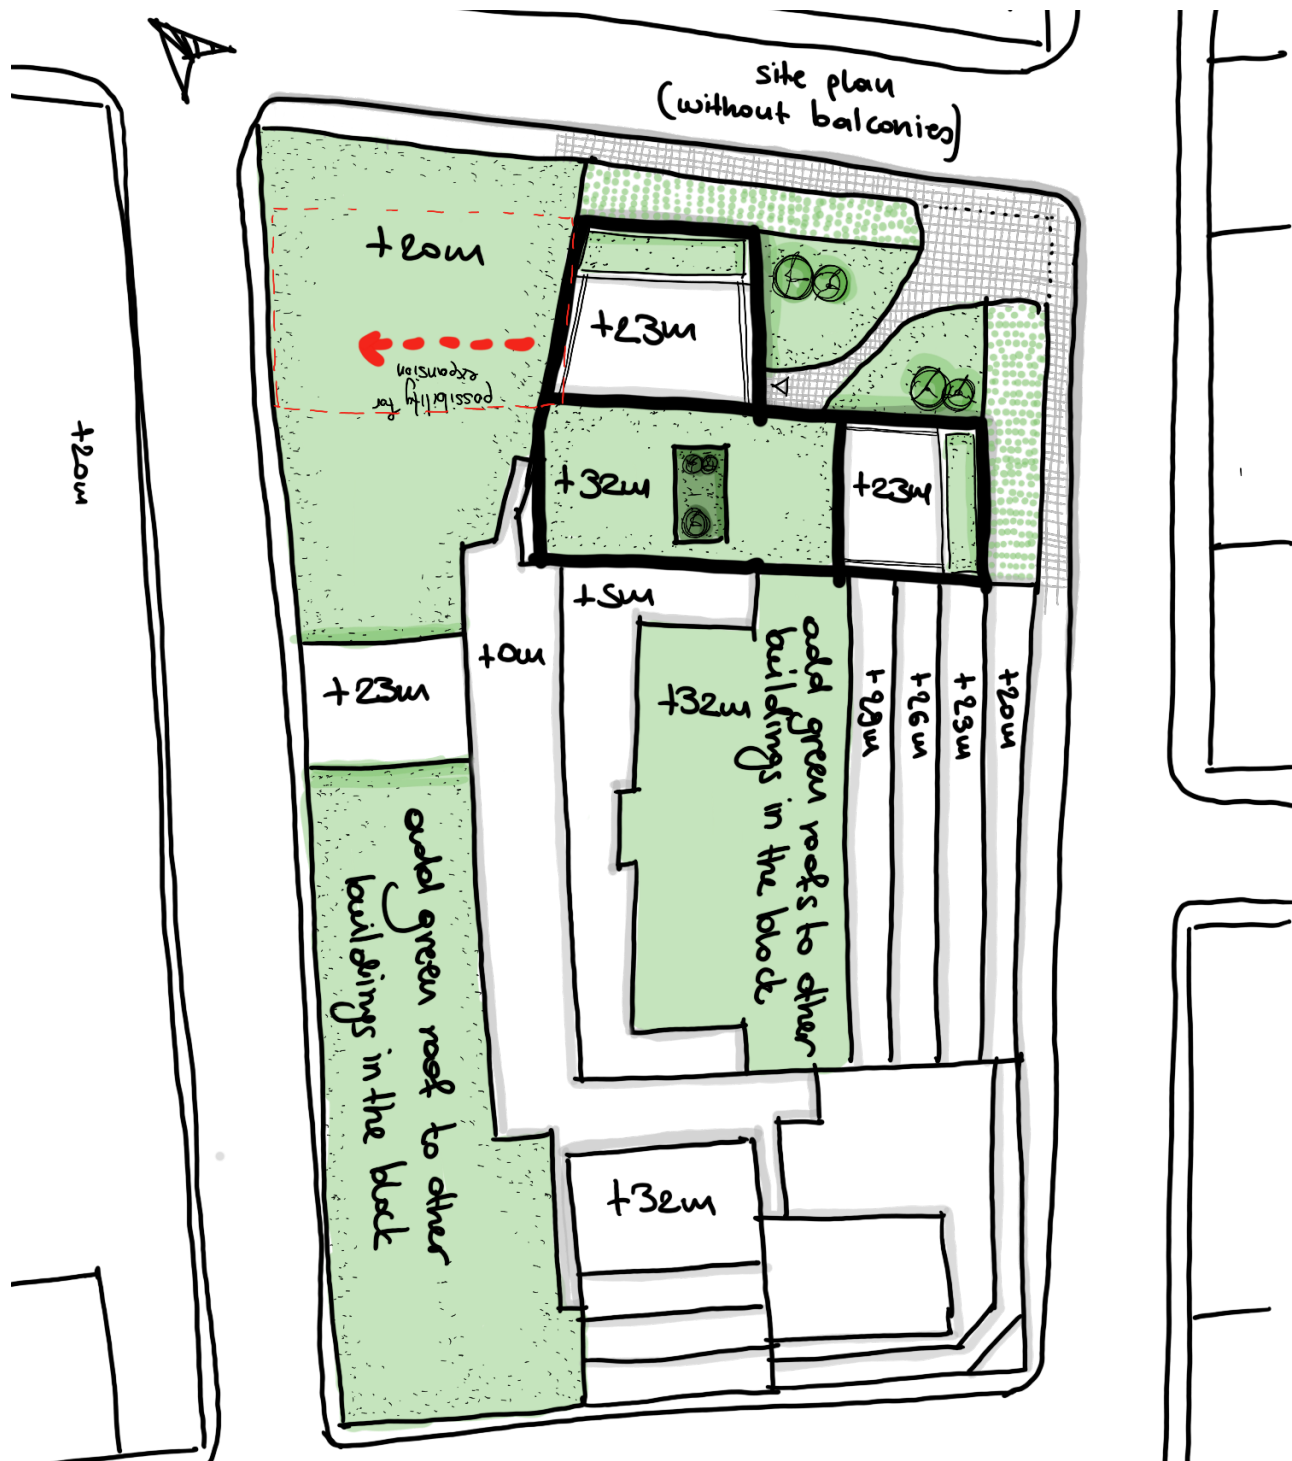 site plan
(without balconies)
+20m
+23m
possibility for
expansion
+20m
+32m
+23m
+5m
+0m
+23m
+32m
add green roofs to other
buildings in the block
+29m
+26m
+23m
+20m
add green roof to other
buildings in the block
+32m